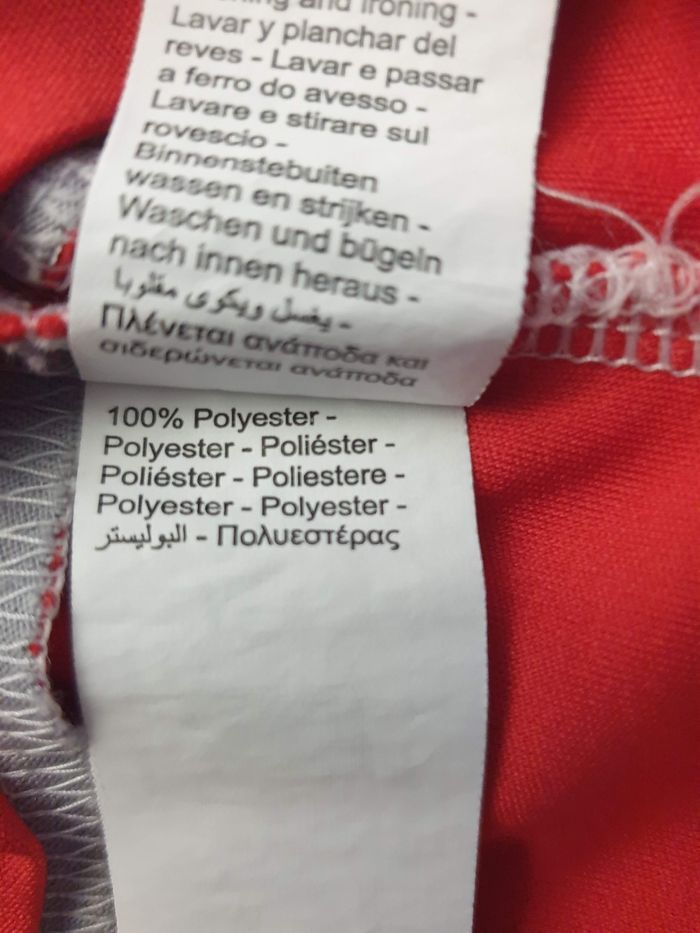 and ironing -
Lavar y planchar del
reves - Lavar e passar
a ferro do avesso -
Lavare e stirare sul
rovescio -
Binnenstebuiten
wassen en strijken -
Waschen und bügeln
nach innen heraus -
يغسل ويكوى مقلوبا -
Πλένεται ανάποδα και
σιδερώνεται ανάποδα
100% Polyester -
Polyester - Poliéster -
Poliéster - Poliestere -
Polyester - Polyester -
البوليستر - Πολυεστέρας